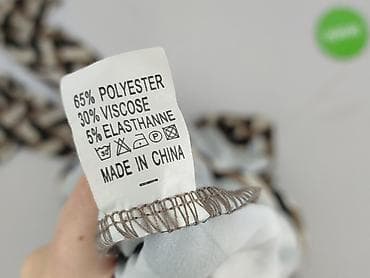 65% POLYESTER
30% VISCOSE
5% ELASTHANNE
MADE IN CHINA